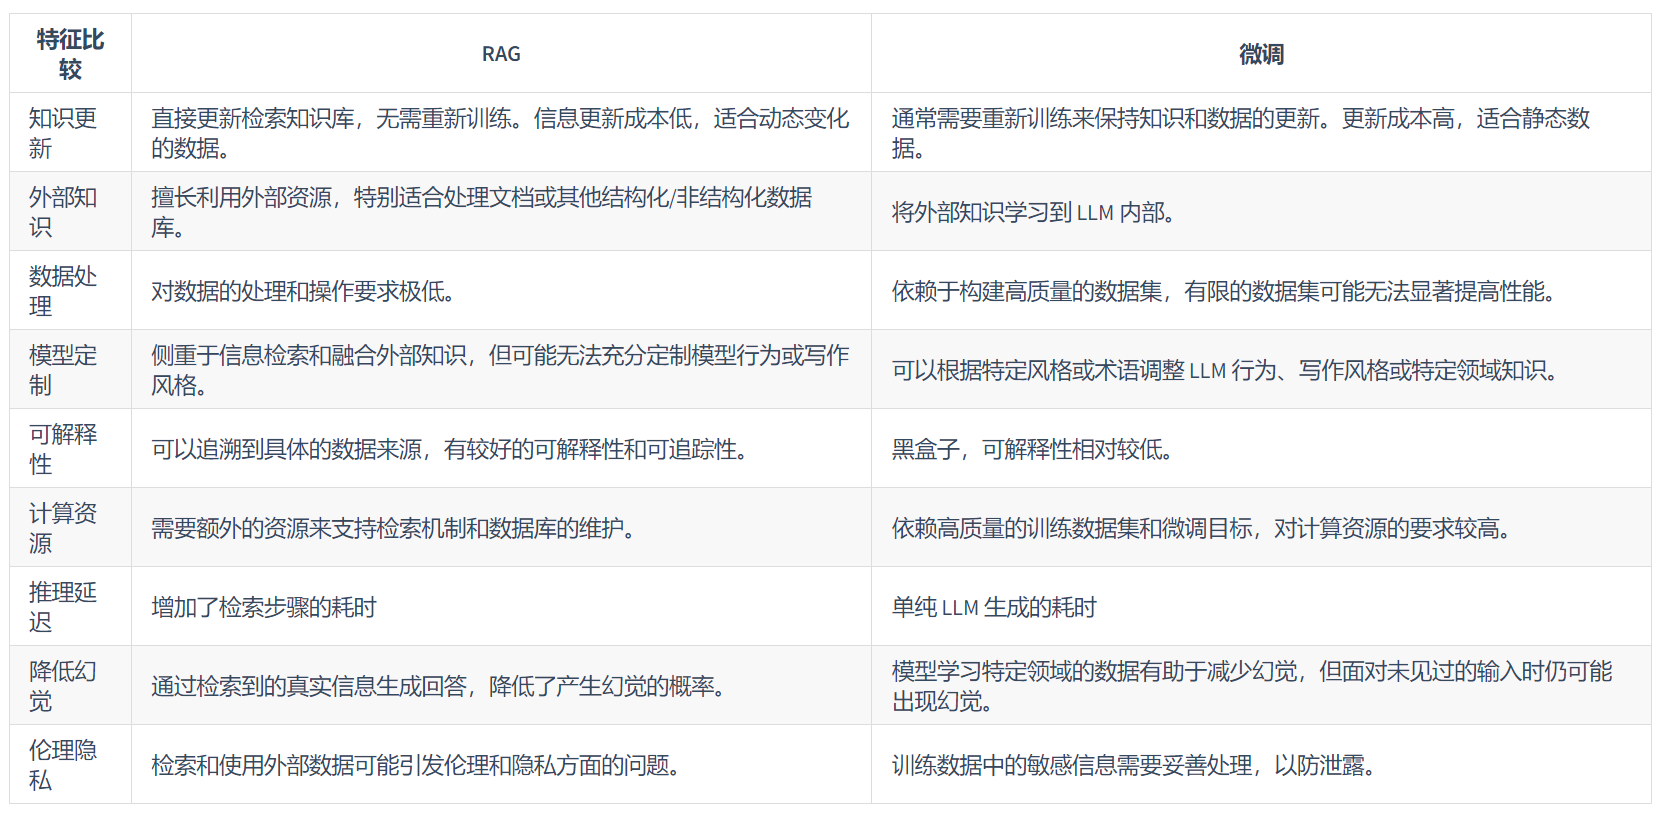 特征比
较
RAG
微调
知识更
新
直接更新检索知识库，无需重新训练。信息更新成本低，适合动态变化
的数据。
通常需要重新训练来保持知识和数据的更新。更新成本高，适合静态数
据。
外部知
识
擅长利用外部资源，特别适合处理文档或其他结构化/非结构化数据
库。
将外部知识学习到 LLM 内部。
数据处
理
对数据的处理和操作要求极低。
依赖于构建高质量的数据集，有限的数据集可能无法显著提高性能。
模型定
制
侧重于信息检索和融合外部知识，但可能无法充分定制模型行为或写作
风格。
可以根据特定风格或术语调整 LLM 行为、写作风格或特定领域知识。
可解释
性
可以追溯到具体的数据来源，有较好的可解释性和可追踪性。
黑盒子，可解释性相对较低。
计算资
源
需要额外的资源来支持检索机制和数据库的维护。
依赖高质量的训练数据集和微调目标，对计算资源的要求较高。
推理延
迟
增加了检索步骤的耗时
单纯 LLM 生成的耗时
降低幻
觉
通过检索到的真实信息生成回答，降低了产生幻觉的概率。
模型学习特定领域的数据有助于减少幻觉，但面对未见过的输入时仍可能
出现幻觉。
伦理隐
私
检索和使用外部数据可能引发伦理和隐私方面的问题。
训练数据中的敏感信息需要妥善处理，以防泄露。